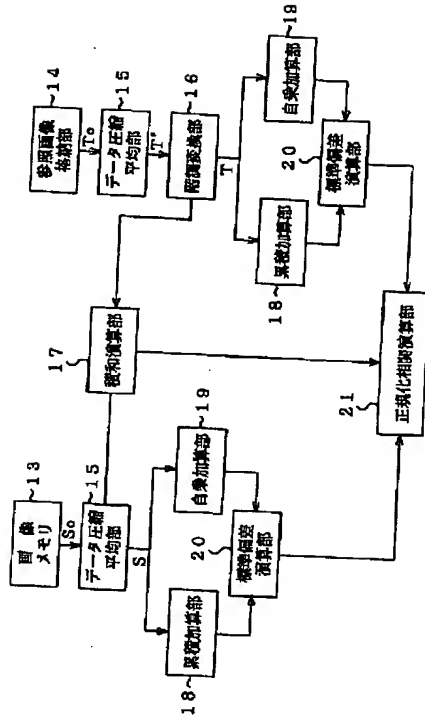 13
画像
メモリ
So
15
データ圧縮
平均部
S
18
累積加算部
19
自乗加算部
20
標準偏差
演算部
17
積和演算部
14
参照画像
格納部
To
15
データ圧縮
平均部
T'
16
階調変換部
T
18
累積加算部
19
自乗加算部
20
標準偏差
演算部
21
正規化相関演算部